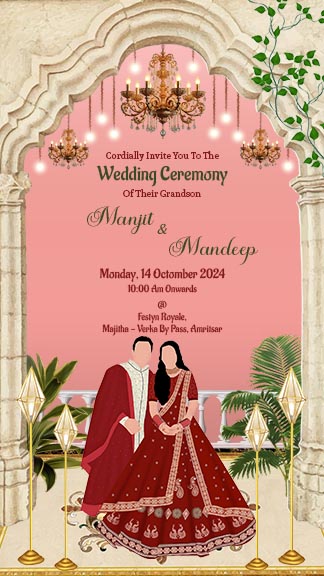 Cordially Invite You To The
Wedding Ceremony
Of Their Grandson
Manjit
&
Mandeep
Monday, 14 Octomber 2024
10:00 Am Onwards
@
Festyn Royale,
Majitha - Verka By Pass, Amritsar